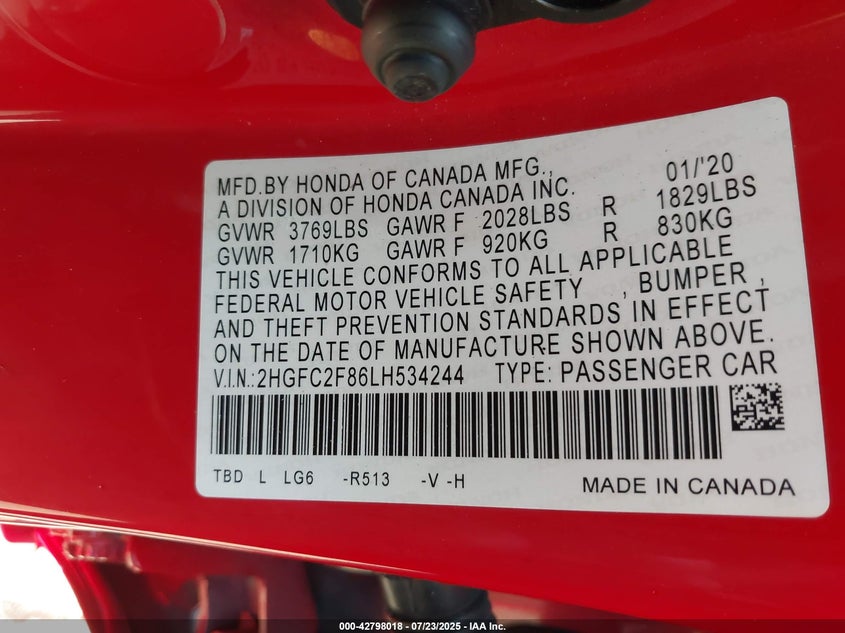 MFD.BY HONDA OF CANADA MFG., 01/'20
A DIVISION OF HONDA CANADA INC.
GVWR 3769LBS GAWR F 2028LBS R 1829LBS
GVWR 1710KG GAWR F 920KG R 830KG
THIS VEHICLE CONFORMS TO ALL APPLICABLE
FEDERAL MOTOR VEHICLE SAFETY , BUMPER ,
AND THEFT PREVENTION STANDARDS IN EFFECT
ON THE DATE OF MANUFACTURE SHOWN ABOVE.
V.I.N.:2HGFC2F86LH534244 TYPE: PASSENGER CAR
TBD L LG6 -R513 -V -H MADE IN CANADA
000-42798018 - 07/23/2025 - IAA Inc.